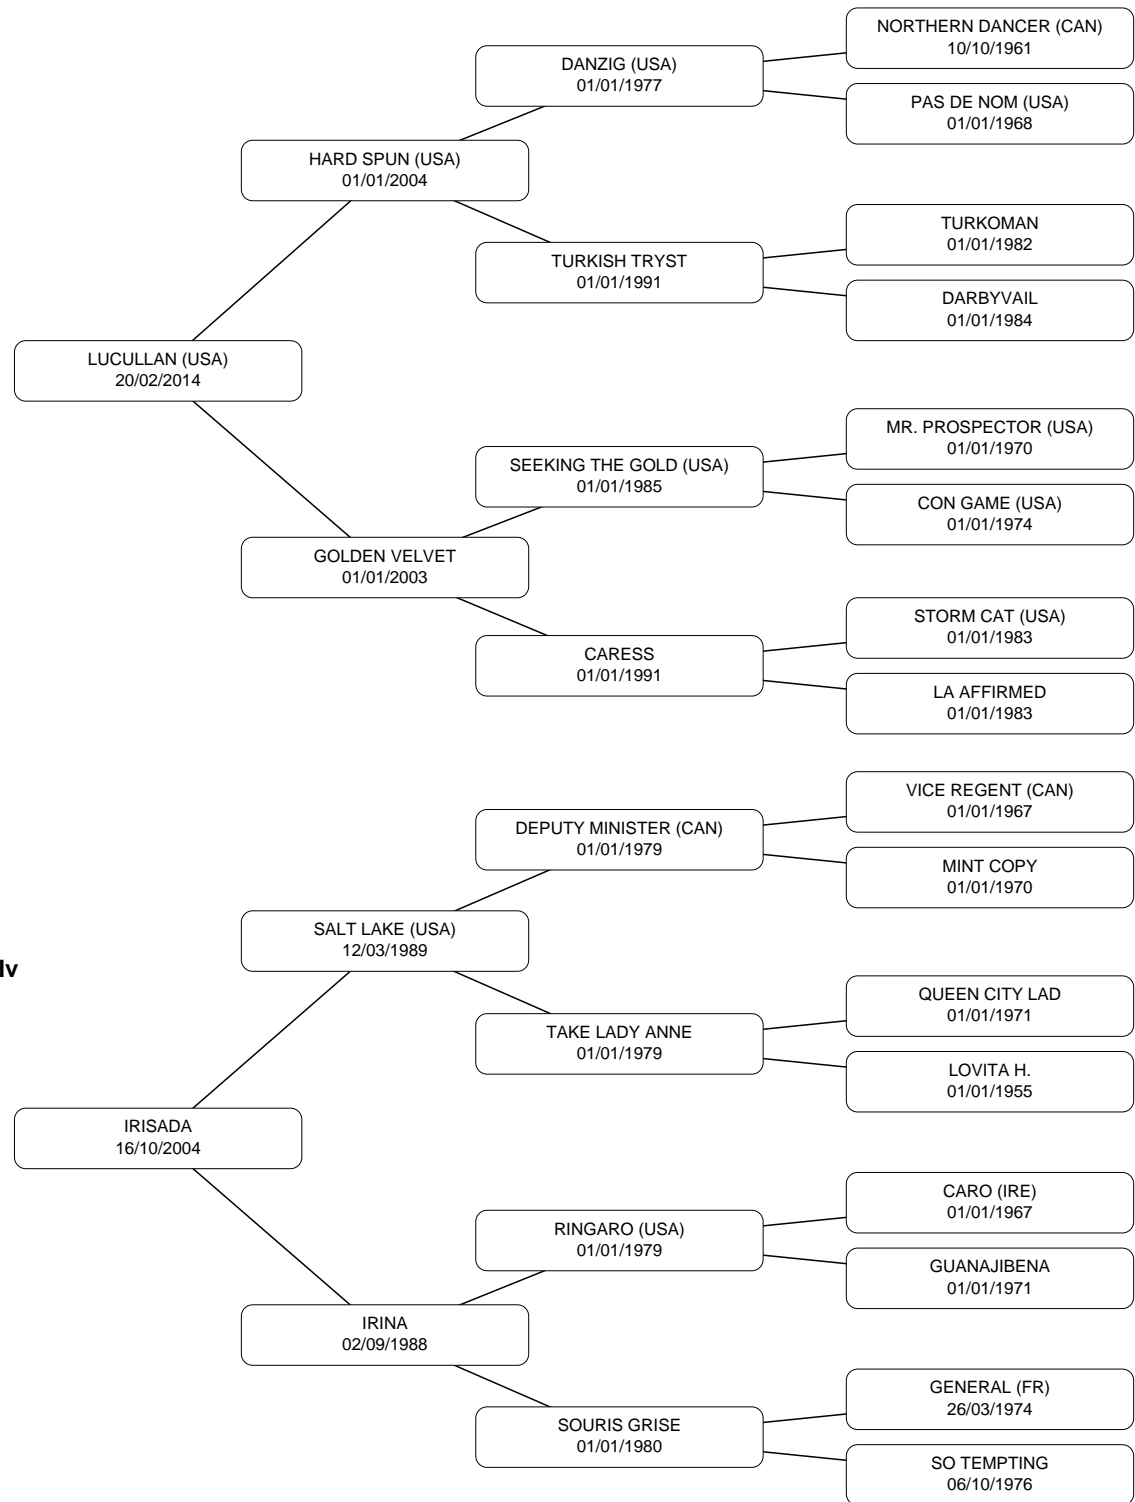 NORTHERN DANCER (CAN)
10/10/1961
DANZIG (USA)
01/01/1977
PAS DE NOM (USA)
01/01/1968
HARD SPUN (USA)
01/01/2004
TURKOMAN
01/01/1982
TURKISH TRYST
01/01/1991
DARBYVAIL
01/01/1984
LUCULLAN (USA)
20/02/2014
MR. PROSPECTOR (USA)
01/01/1970
SEEKING THE GOLD (USA)
01/01/1985
CON GAME (USA)
01/01/1974
GOLDEN VELVET
01/01/2003
STORM CAT (USA)
01/01/1983
CARESS
01/01/1991
LA AFFIRMED
01/01/1983
VICE REGENT (CAN)
01/01/1967
DEPUTY MINISTER (CAN)
01/01/1979
MINT COPY
01/01/1970
SALT LAKE (USA)
12/03/1989
QUEEN CITY LAD
01/01/1971
TAKE LADY ANNE
01/01/1979
LOVITA H.
01/01/1955
IRISADA
16/10/2004
CARO (IRE)
01/01/1967
RINGARO (USA)
01/01/1979
GUANAJIBENA
01/01/1971
IRINA
02/09/1988
GENERAL (FR)
26/03/1974
SOURIS GRISE
01/01/1980
SO TEMPTING
06/10/1976